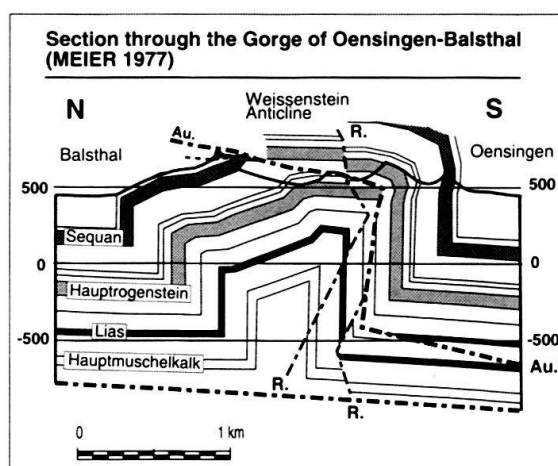 Section through the Gorge of Oensingen-Balsthal
(MEIER 1977)
N
Weissenstein
Anticline
S
Au.
R.
Balsthal
Oensingen
500
500
Sequan
0
0
Hauptrogenstein
-500
Lias
-500
Hauptmuschelkalk
Au.
R.
R.
0
1 km